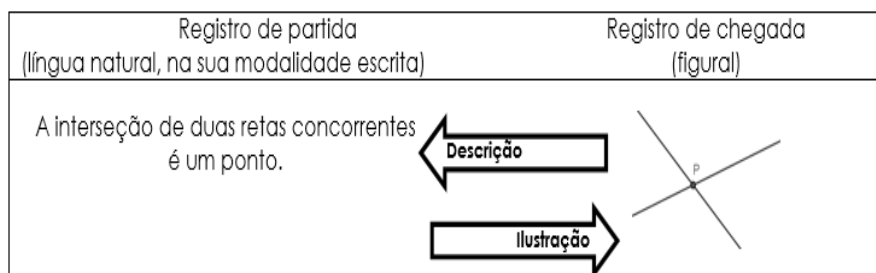 Registro de partida
(língua natural, na sua modalidade escrita)
Registro de chegada
(figural)
A interseção de duas retas concorrentes
é um ponto.
Descrição
P
Ilustração